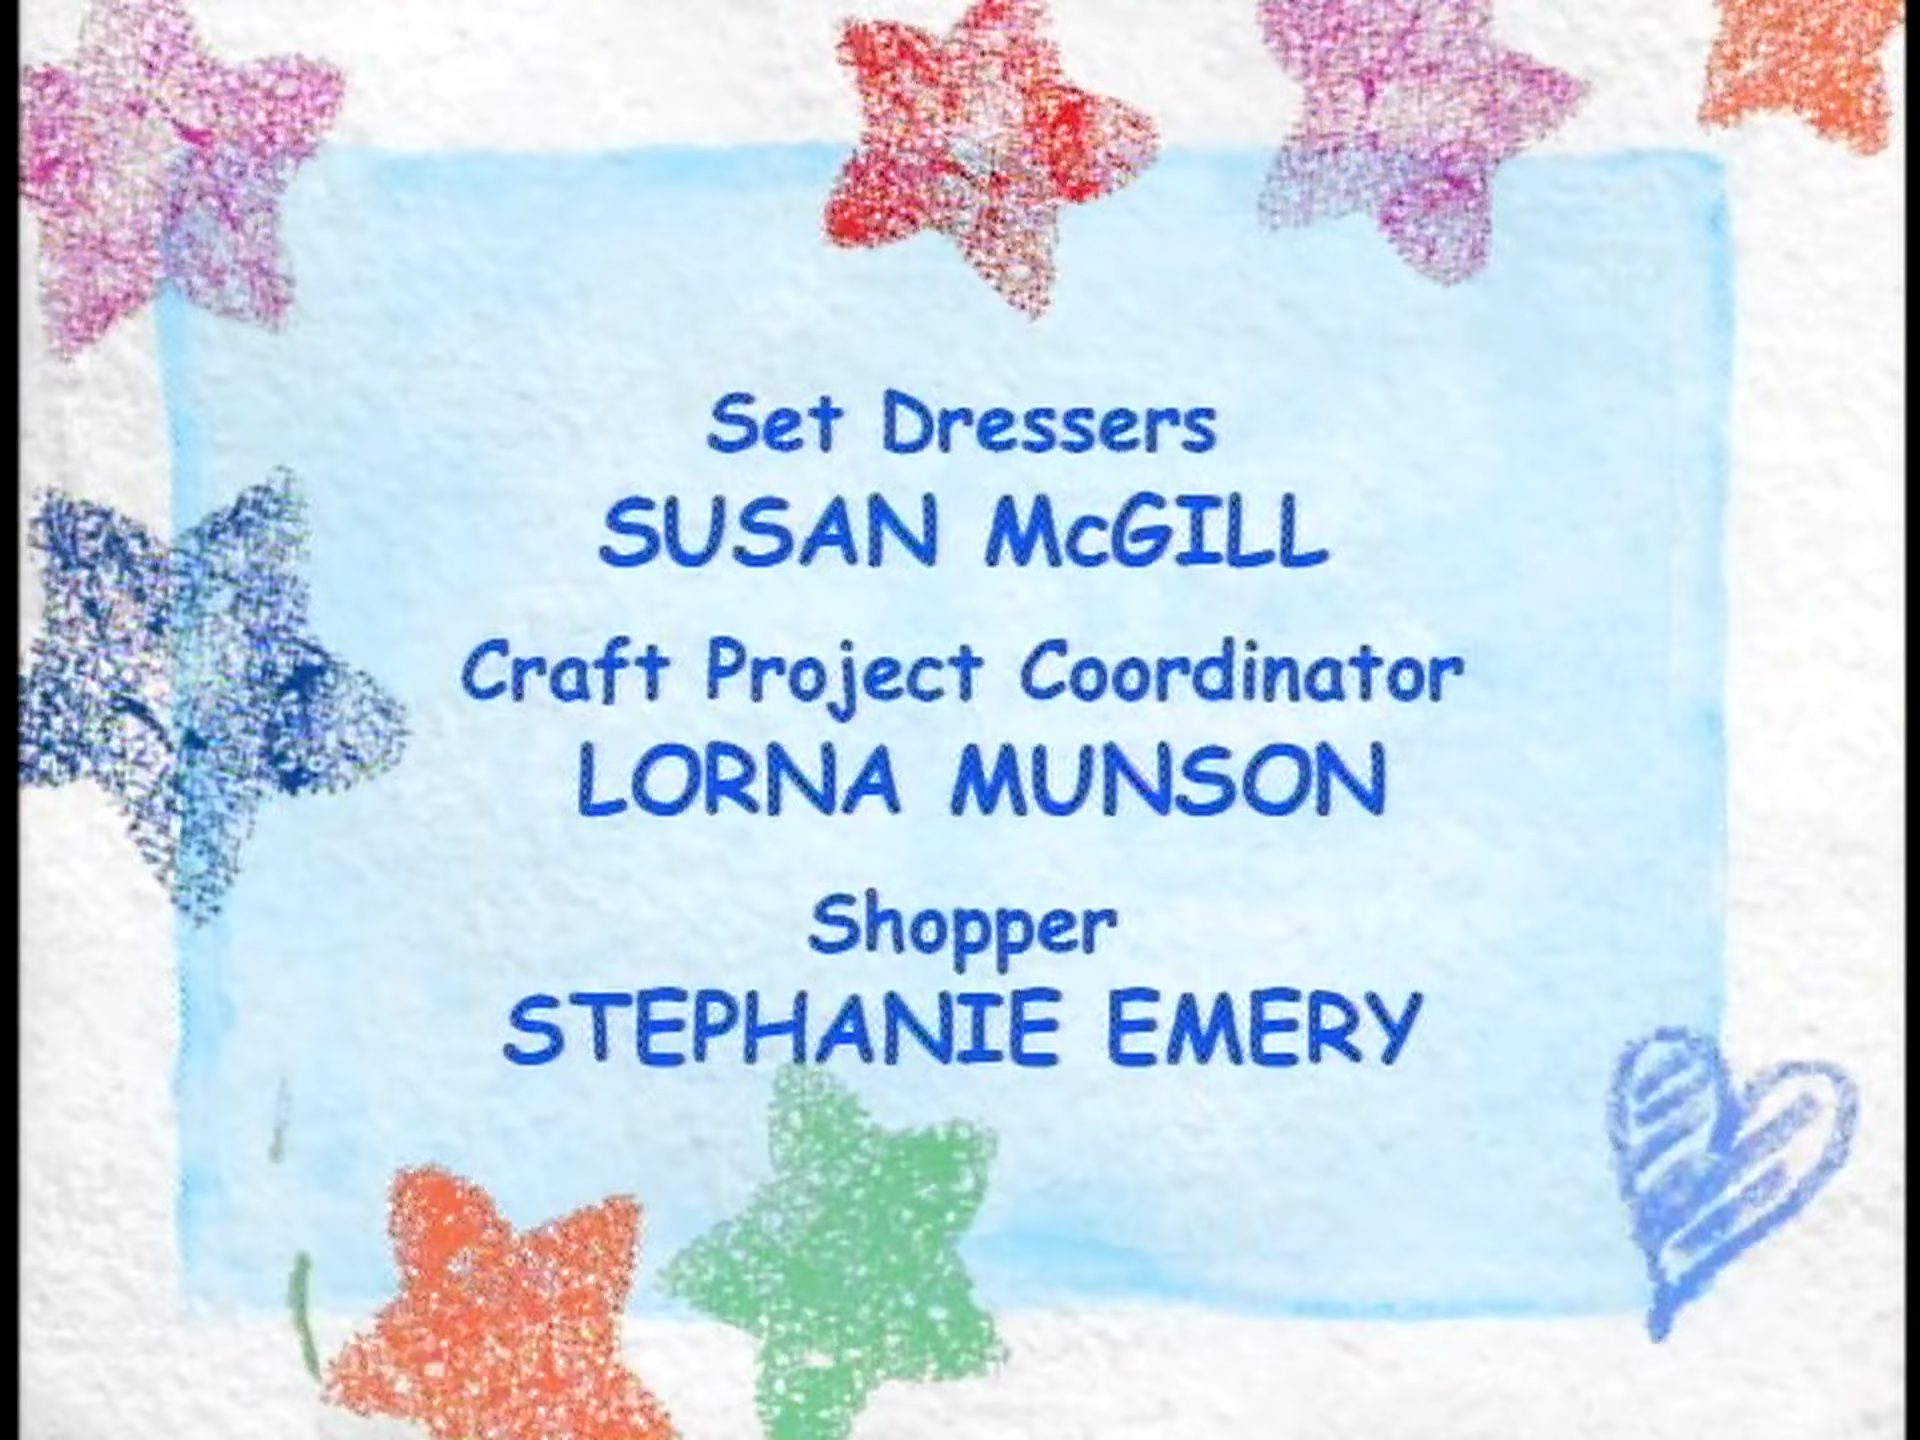 Set Dressers
SUSAN McGILL
Craft Project Coordinator
LORNA MUNSON
Shopper
STEPHANIE EMERY